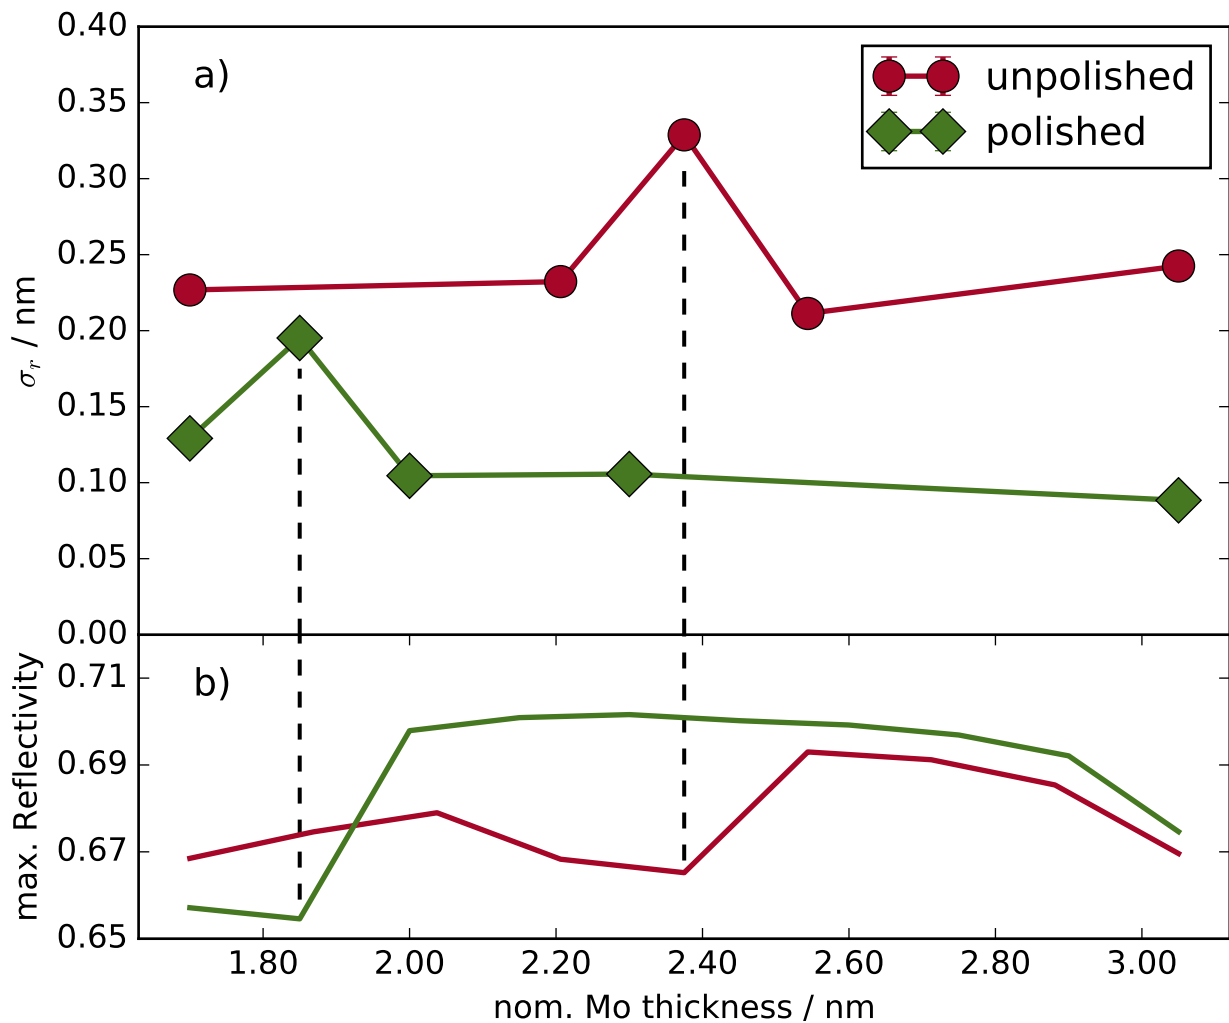 a)
unpolished
polished
0.40
0.35
0.30
0.25
0.20
0.15
0.10
0.05
0.00
σr / nm
b)
0.71
0.69
0.67
0.65
max. Reflectivity
1.80 2.00 2.20 2.40 2.60 2.80 3.00
nom. Mo thickness / nm